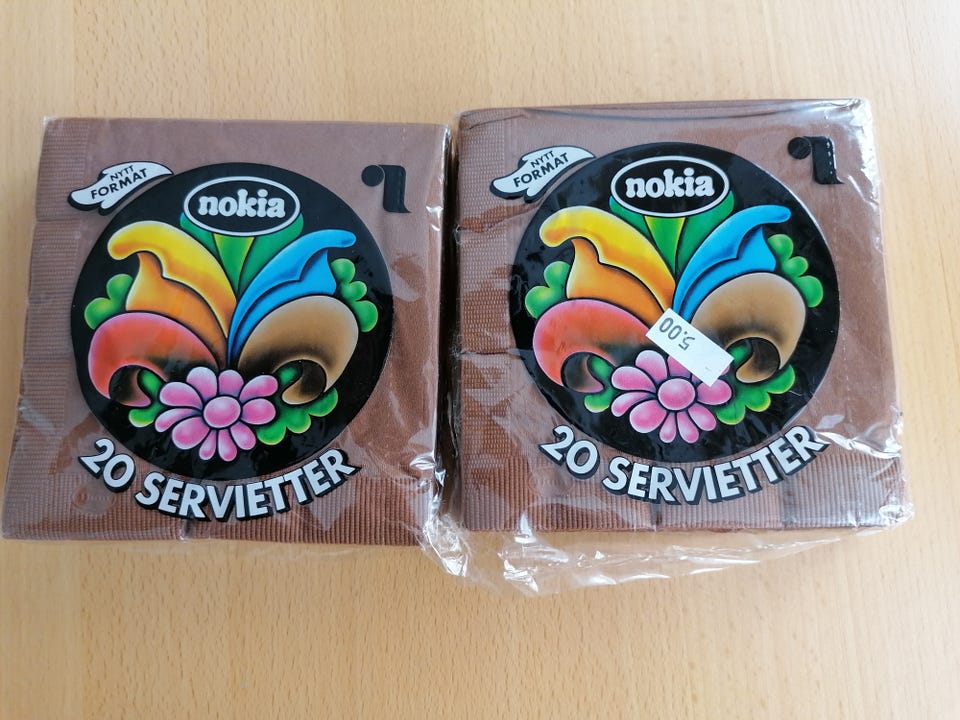 NYTT
FORMAT
nokia
20 SERVIETTER
NYTT
FORMAT
nokia
5.00
20 SERVIETTER